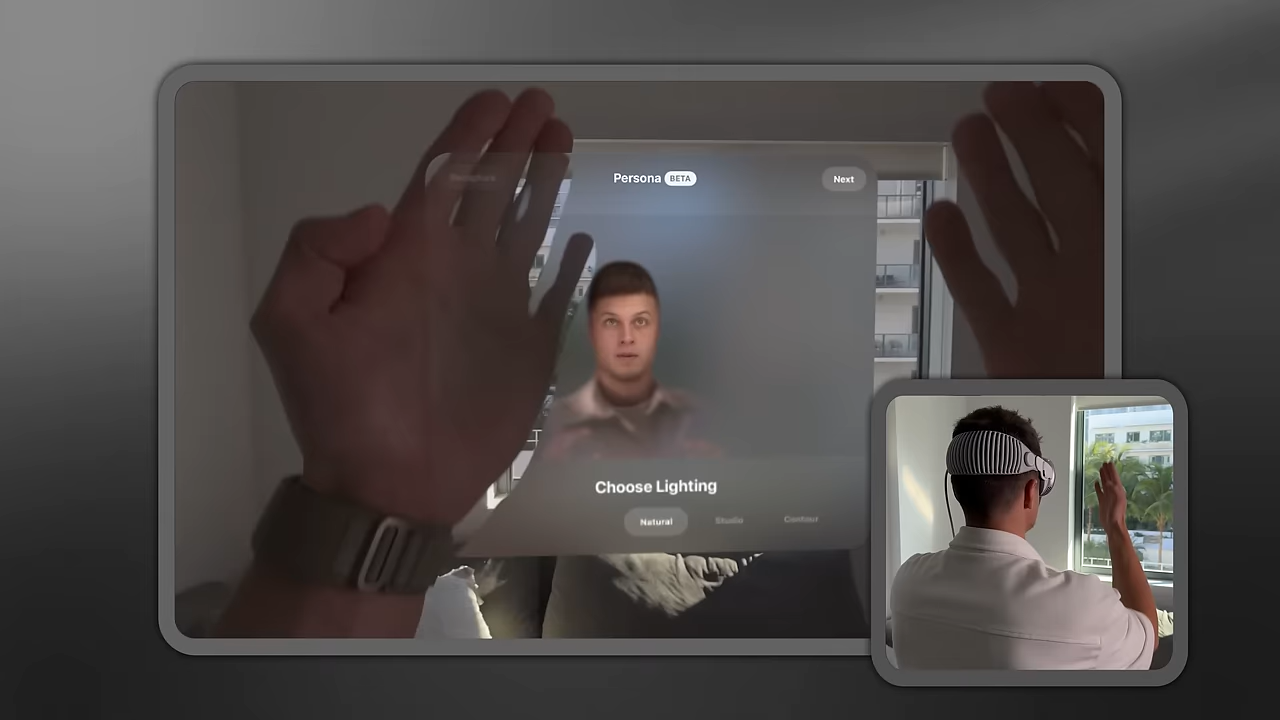 Persona BETA
Next
Choose Lighting
Natural
Studio
Contour